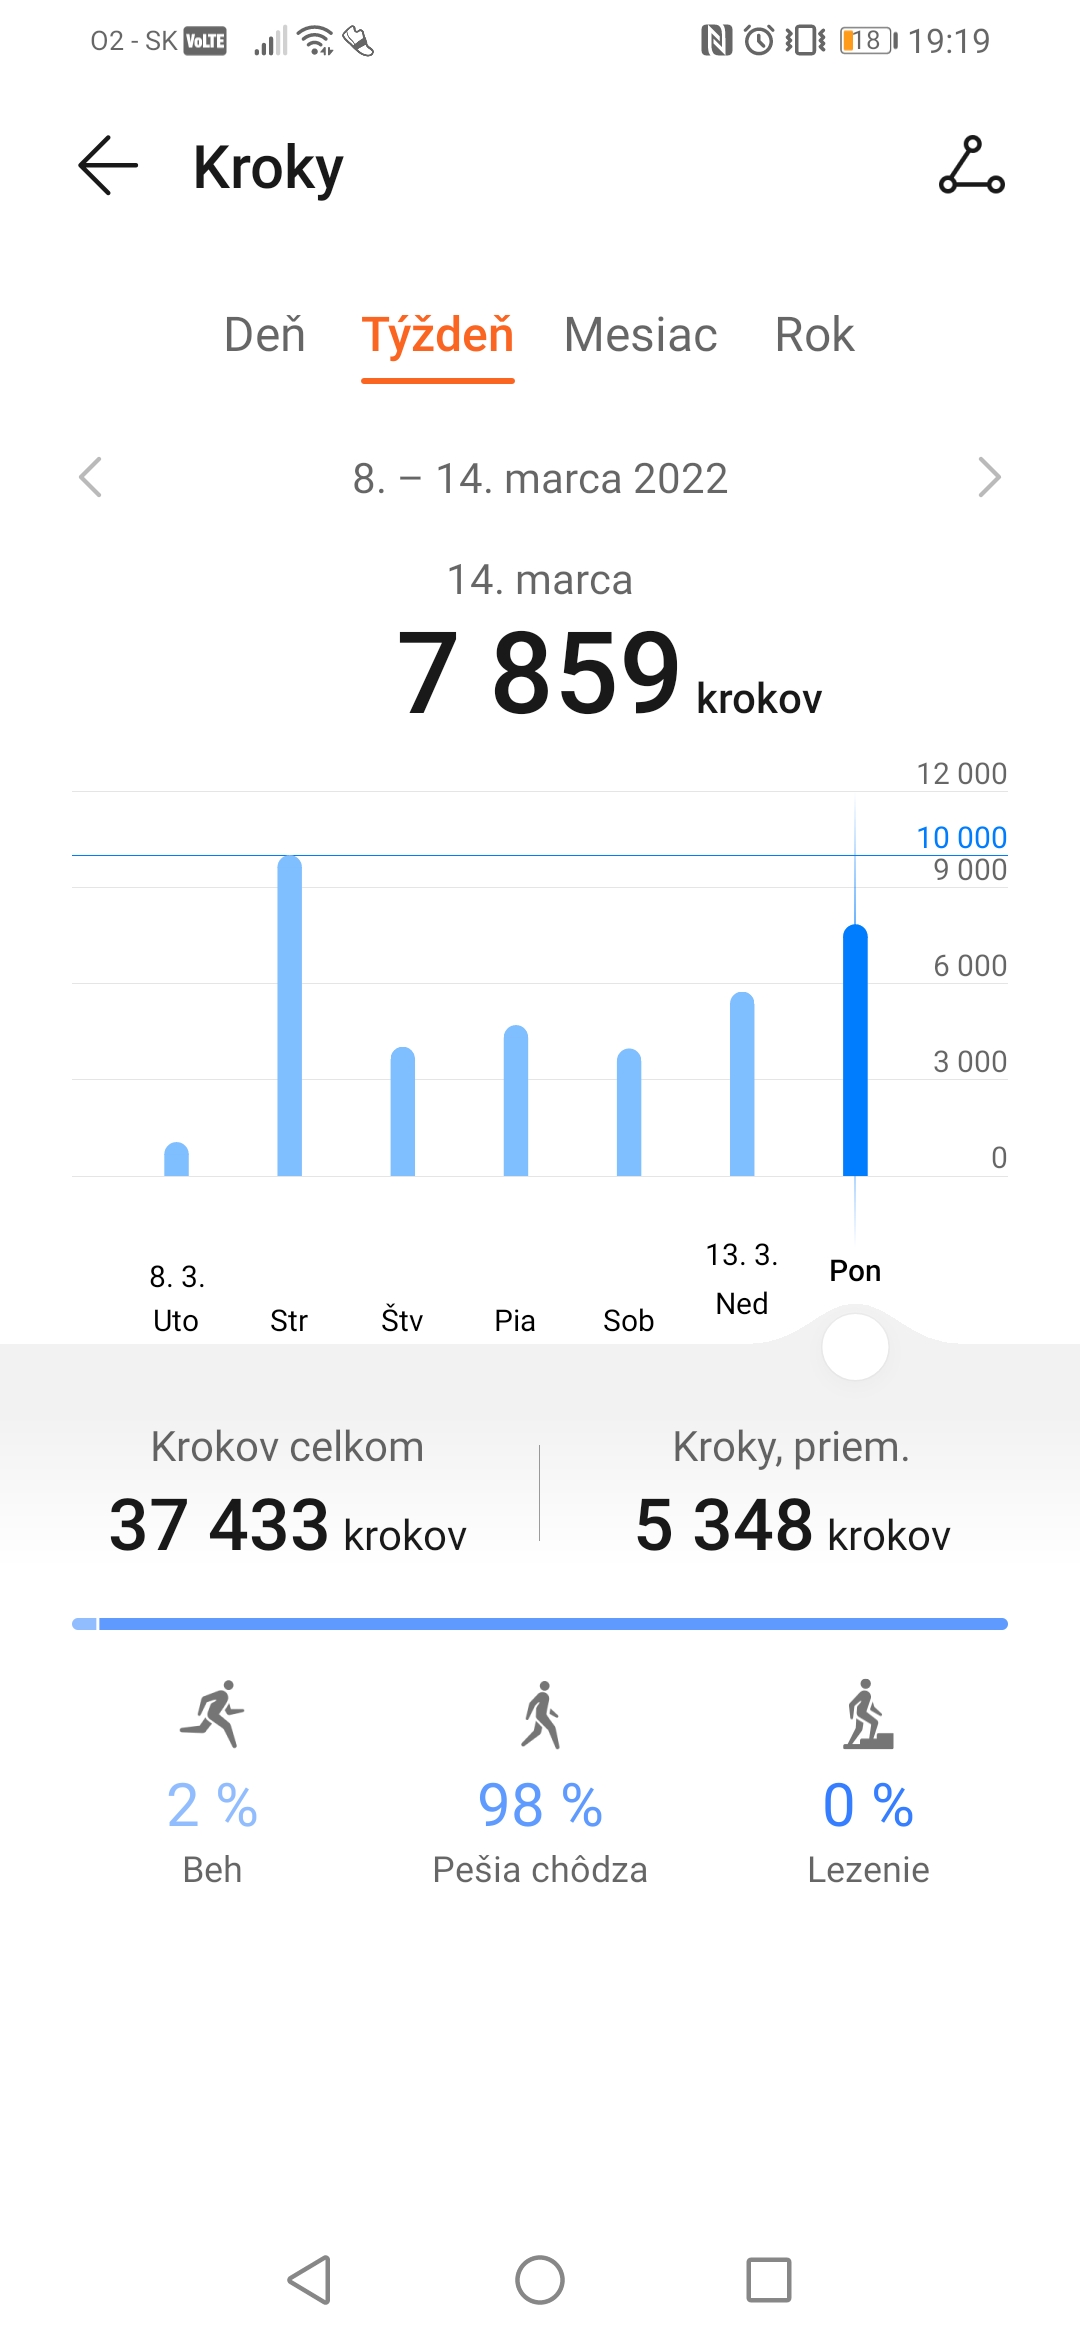 O2 - SK VoLTE 18 19:19
Kroky
Deň Týždeň Mesiac Rok
8. – 14. marca 2022
14. marca
7 859 krokov
12 000
10 000
9 000
6 000
3 000
0
8. 3. 13. 3.
Uto Str Štv Pia Sob Ned Pon
Krokov celkom Kroky, priem.
37 433 krokov 5 348 krokov
2 % 98 % 0 %
Beh Pešia chôdza Lezenie